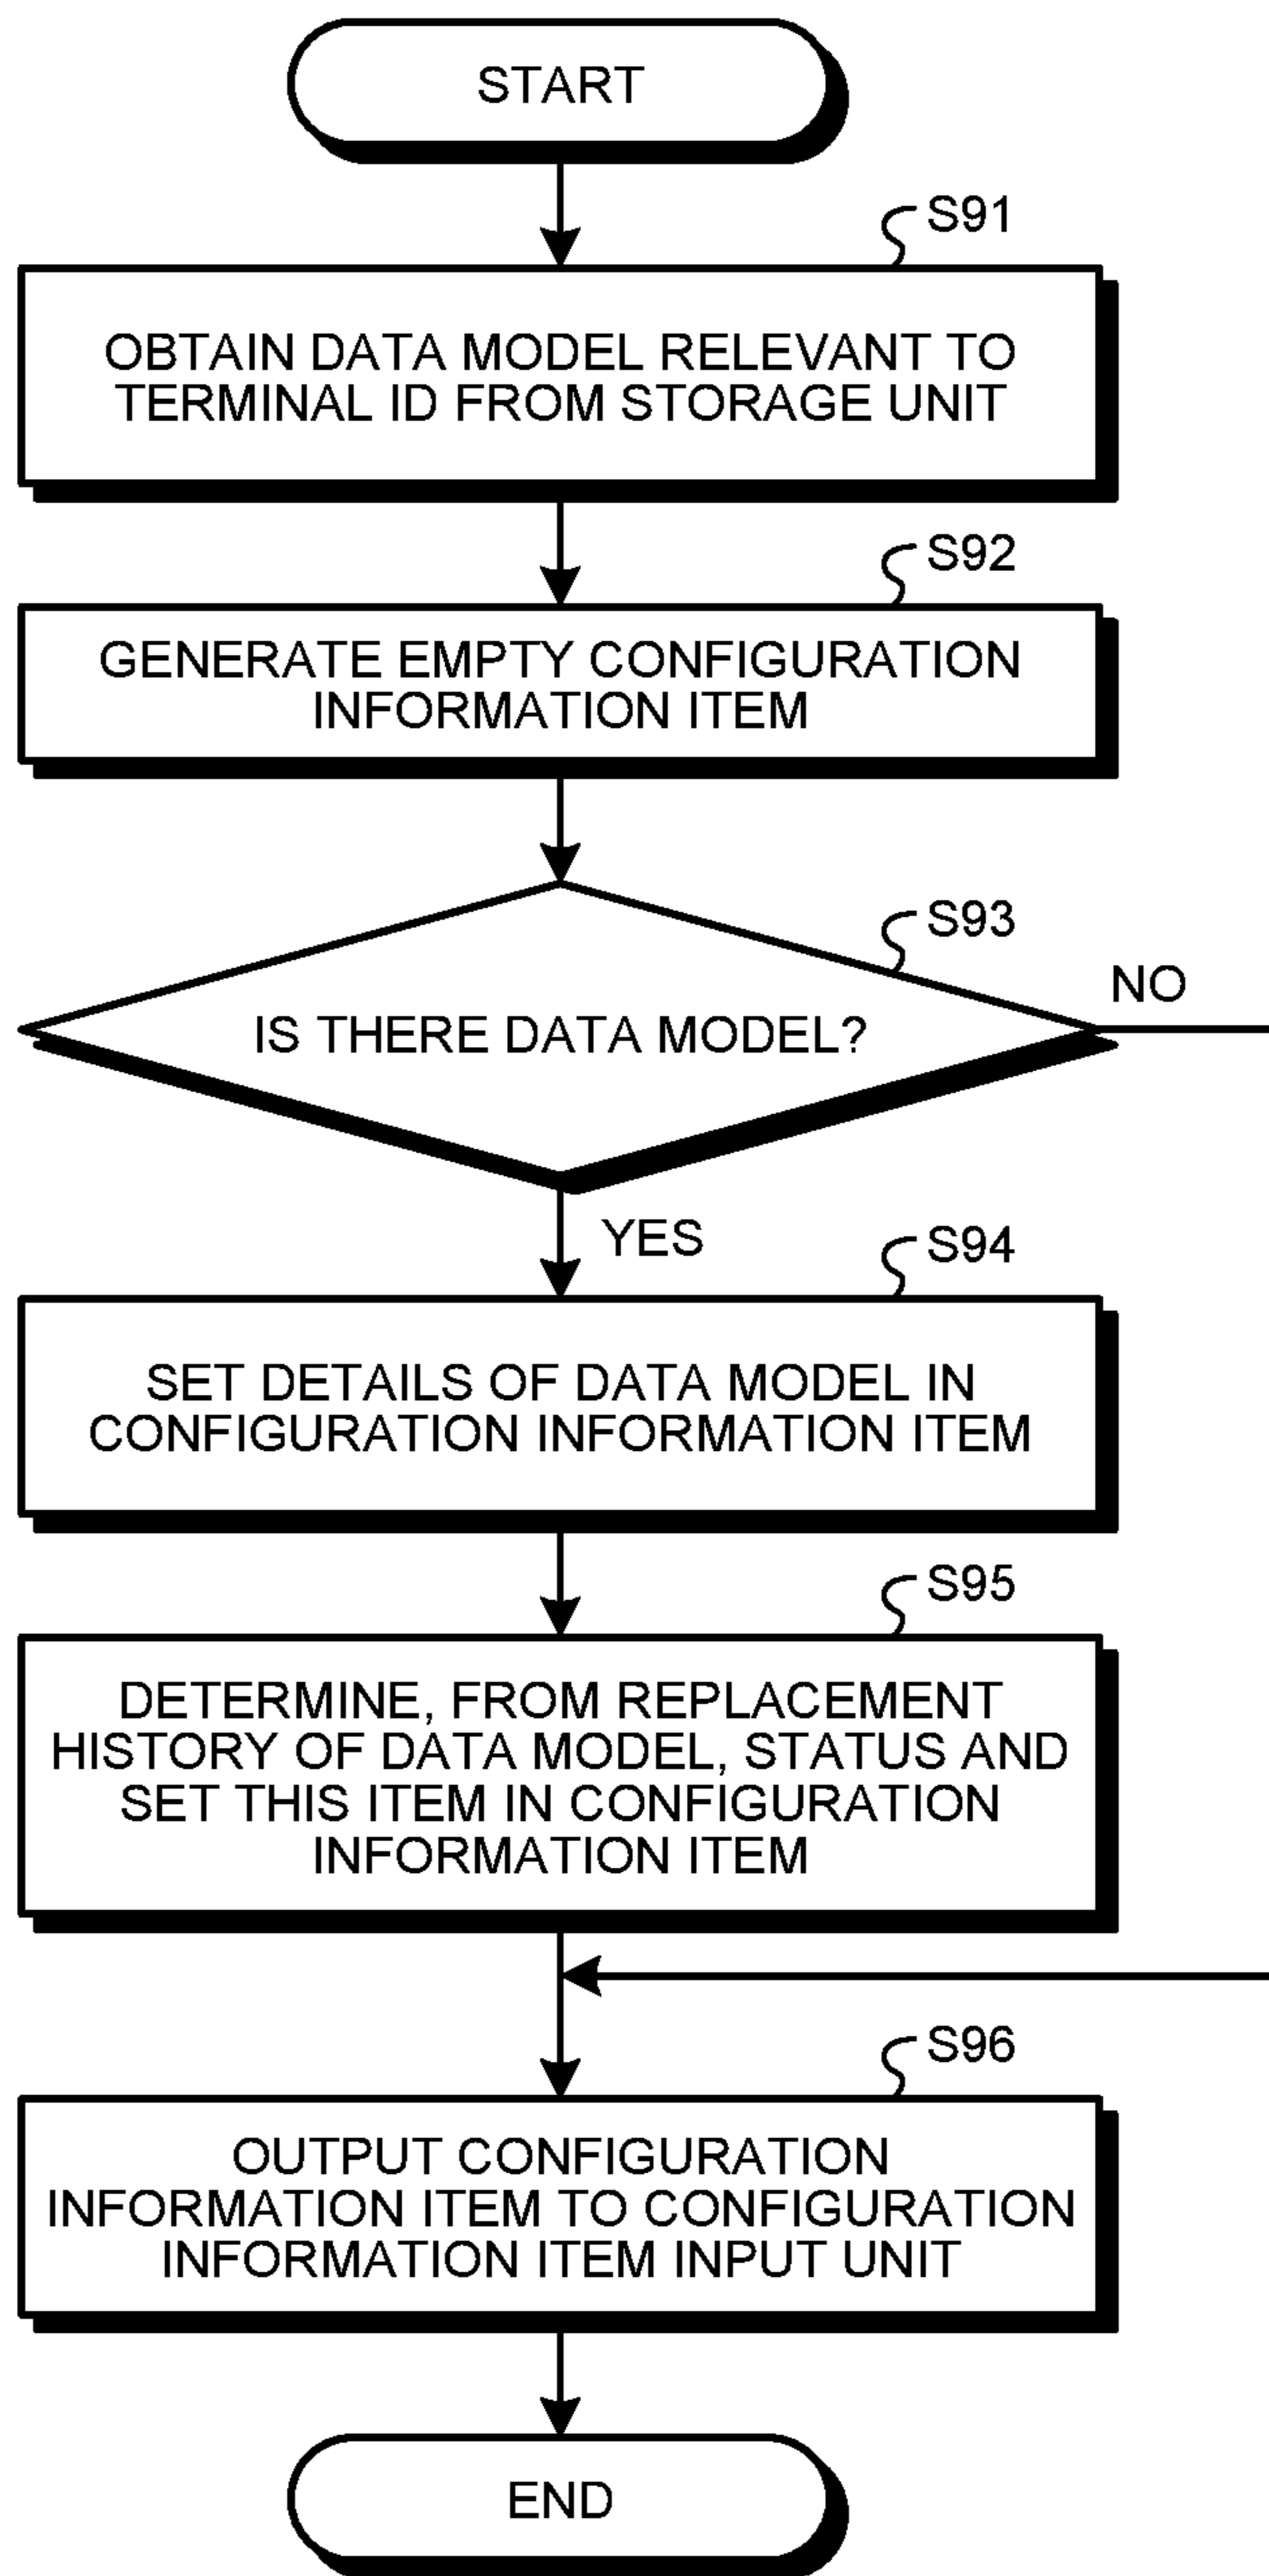 START
S91
OBTAIN DATA MODEL RELEVANT TO
TERMINAL ID FROM STORAGE UNIT
S92
GENERATE EMPTY CONFIGURATION
INFORMATION ITEM
S93
IS THERE DATA MODEL?
NO
YES
S94
SET DETAILS OF DATA MODEL IN
CONFIGURATION INFORMATION ITEM
S95
DETERMINE, FROM REPLACEMENT
HISTORY OF DATA MODEL, STATUS AND
SET THIS ITEM IN CONFIGURATION
INFORMATION ITEM
S96
OUTPUT CONFIGURATION
INFORMATION ITEM TO CONFIGURATION
INFORMATION ITEM INPUT UNIT
END